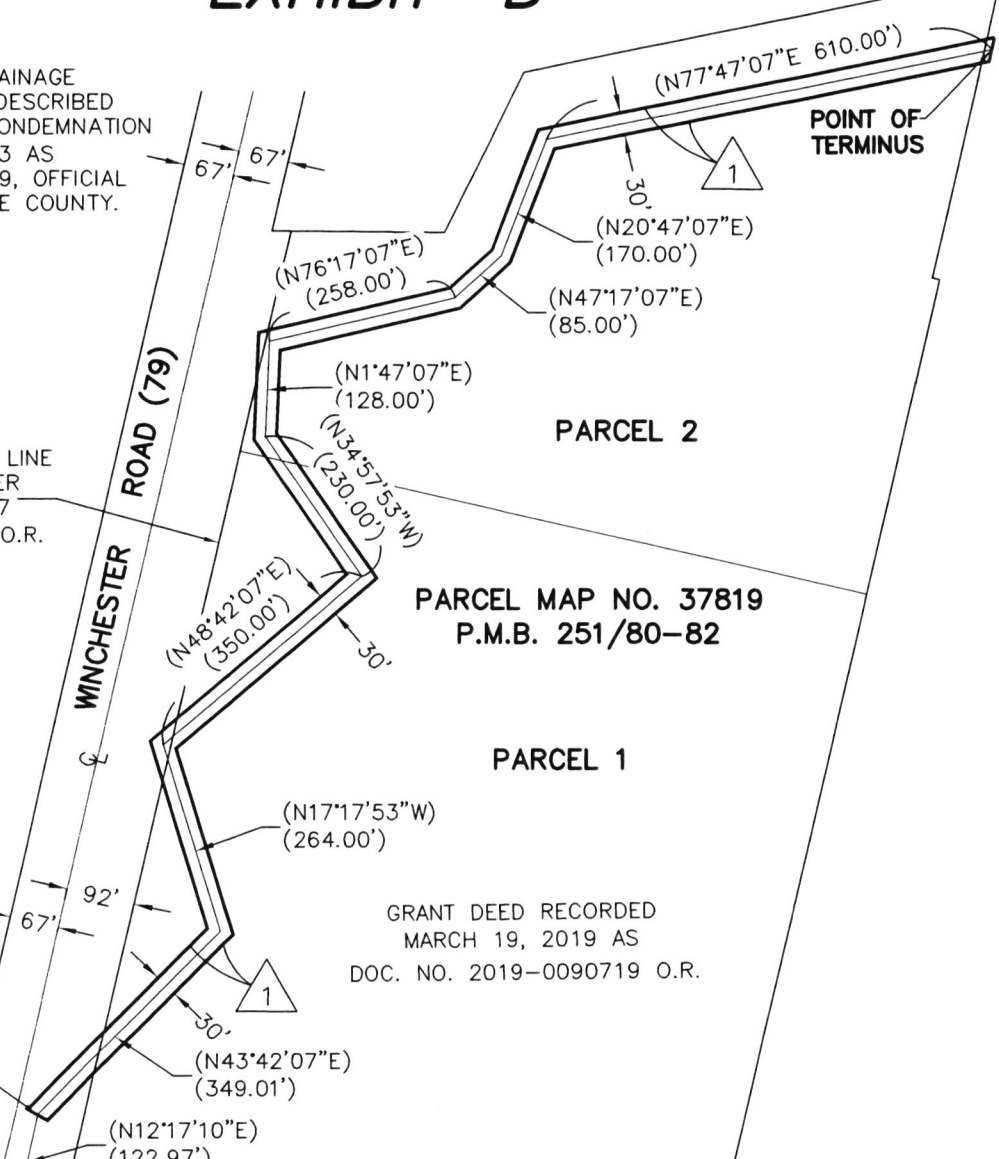 EXHIBIT "B"
AINAGE
DESCRIBED
ONDEMNATION
3 AS
9, OFFICIAL
E COUNTY.
67'
67'
(N77°47'07"E 610.00')
POINT OF
TERMINUS
1
30'
(N20°47'07"E)
(170.00')
(N76°17'07"E)
(258.00')
(N47°17'07"E)
(85.00')
(N1°47'07"E)
(128.00')
WINCHESTER ROAD (79)
PARCEL 2
(N34°57'53"W)
(230.00')
LINE
ER
7
O.R.
(N48°42'07"E)
(350.00')
30'
PARCEL MAP NO. 37819
P.M.B. 251/80-82
PARCEL 1
(N17°17'53"W)
(264.00')
92'
67'
GRANT DEED RECORDED
MARCH 19, 2019 AS
DOC. NO. 2019-0090719 O.R.
1
30'
(N43°42'07"E)
(349.01')
(N12°17'10"E)
(122.97')